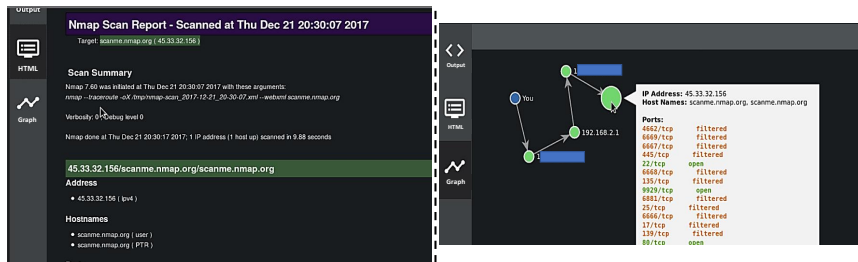 Output
HTML
Graph
Nmap Scan Report - Scanned at Thu Dec 21 20:30:07 2017
Target: scanme.nmap.org ( 45.33.32.156 )
Scan Summary
Nmap 7.60 was initiated at Thu Dec 21 20:30:07 2017 with these arguments:
nmap --traceroute -oX /tmp/nmap-scan_2017-12-21_20-30-07.xml --webxml scanme.nmap.org
Verbosity: 0; Debug level 0
Nmap done at Thu Dec 21 20:30:17 2017; 1 IP address (1 host up) scanned in 9.88 seconds
45.33.32.156/scanme.nmap.org/scanme.nmap.org
Address
45.33.32.156 ( ipv4 )
Hostnames
scanme.nmap.org ( user )
scanme.nmap.org ( PTR )
Output
HTML
Graph
You
1
192.168.2.1
1
IP Address: 45.33.32.156
Host Names: scanme.nmap.org, scanme.nmap.org
Ports:
4662/tcp filtered
6669/tcp filtered
6667/tcp filtered
445/tcp filtered
22/tcp open
6668/tcp filtered
135/tcp filtered
9929/tcp open
6881/tcp filtered
25/tcp filtered
6666/tcp filtered
17/tcp filtered
139/tcp filtered
80/tcp open